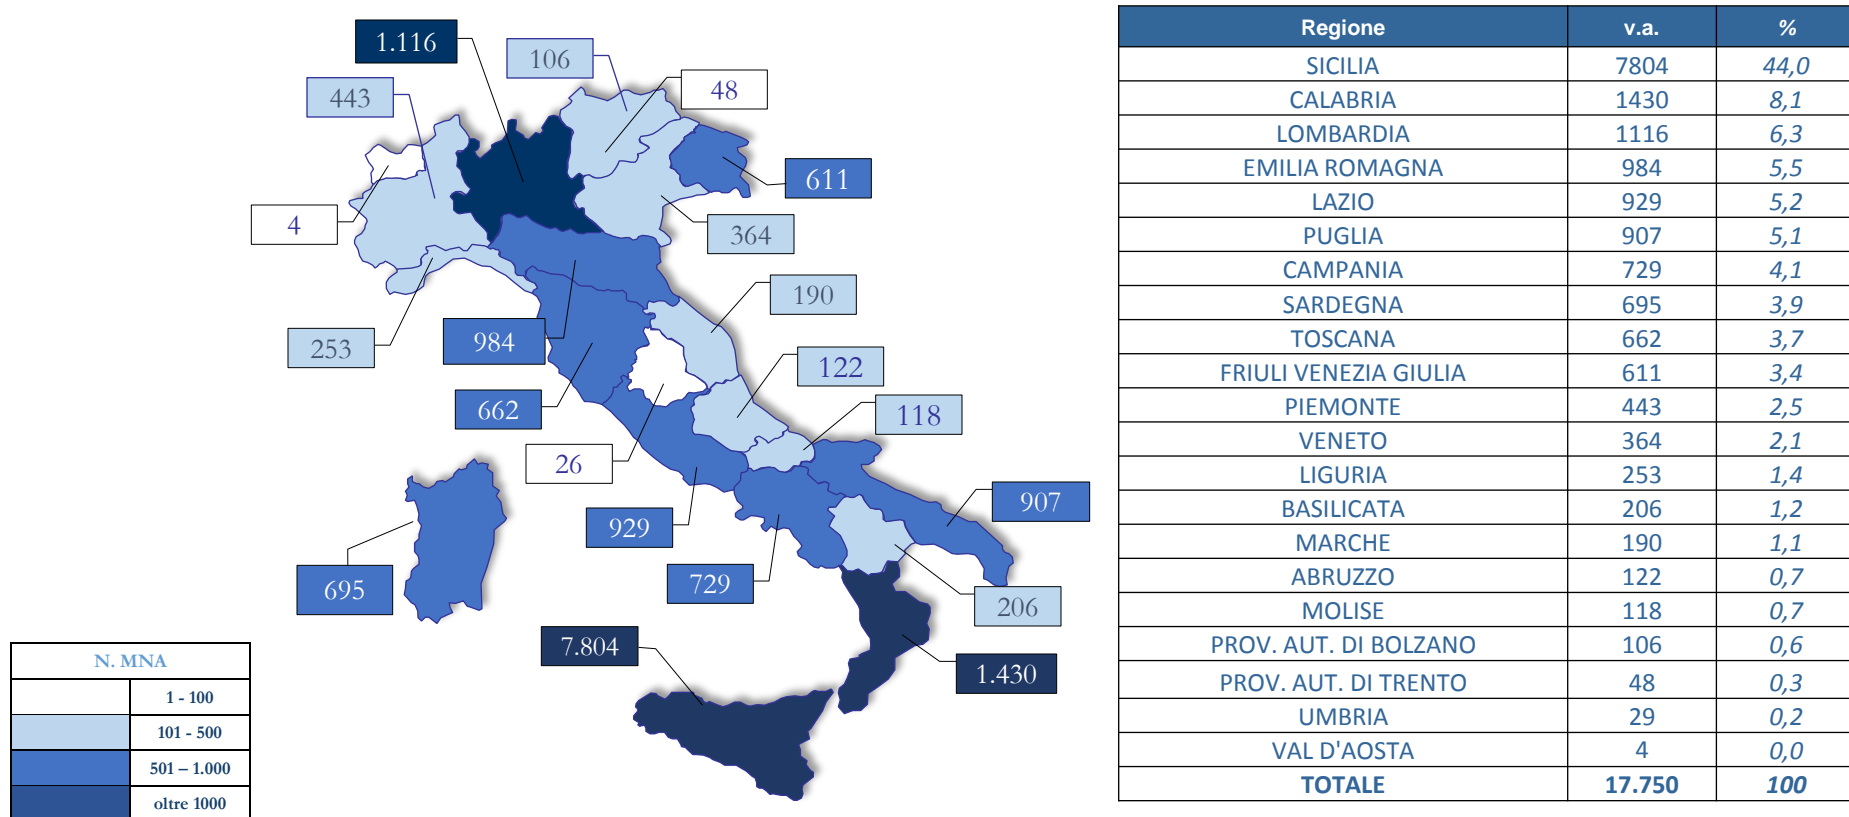 1.116
106
48
443
611
4
364
190
253
984
122
662
118
26
907
929
695
729
206
7.804
1.430
N. MNA
1 - 100
101 - 500
501 – 1.000
oltre 1000
Regione v.a. %
SICILIA 7804 44,0
CALABRIA 1430 8,1
LOMBARDIA 1116 6,3
EMILIA ROMAGNA 984 5,5
LAZIO 929 5,2
PUGLIA 907 5,1
CAMPANIA 729 4,1
SARDEGNA 695 3,9
TOSCANA 662 3,7
FRIULI VENEZIA GIULIA 611 3,4
PIEMONTE 443 2,5
VENETO 364 2,1
LIGURIA 253 1,4
BASILICATA 206 1,2
MARCHE 190 1,1
ABRUZZO 122 0,7
MOLISE 118 0,7
PROV. AUT. DI BOLZANO 106 0,6
PROV. AUT. DI TRENTO 48 0,3
UMBRIA 29 0,2
VAL D'AOSTA 4 0,0
TOTALE 17.750 100